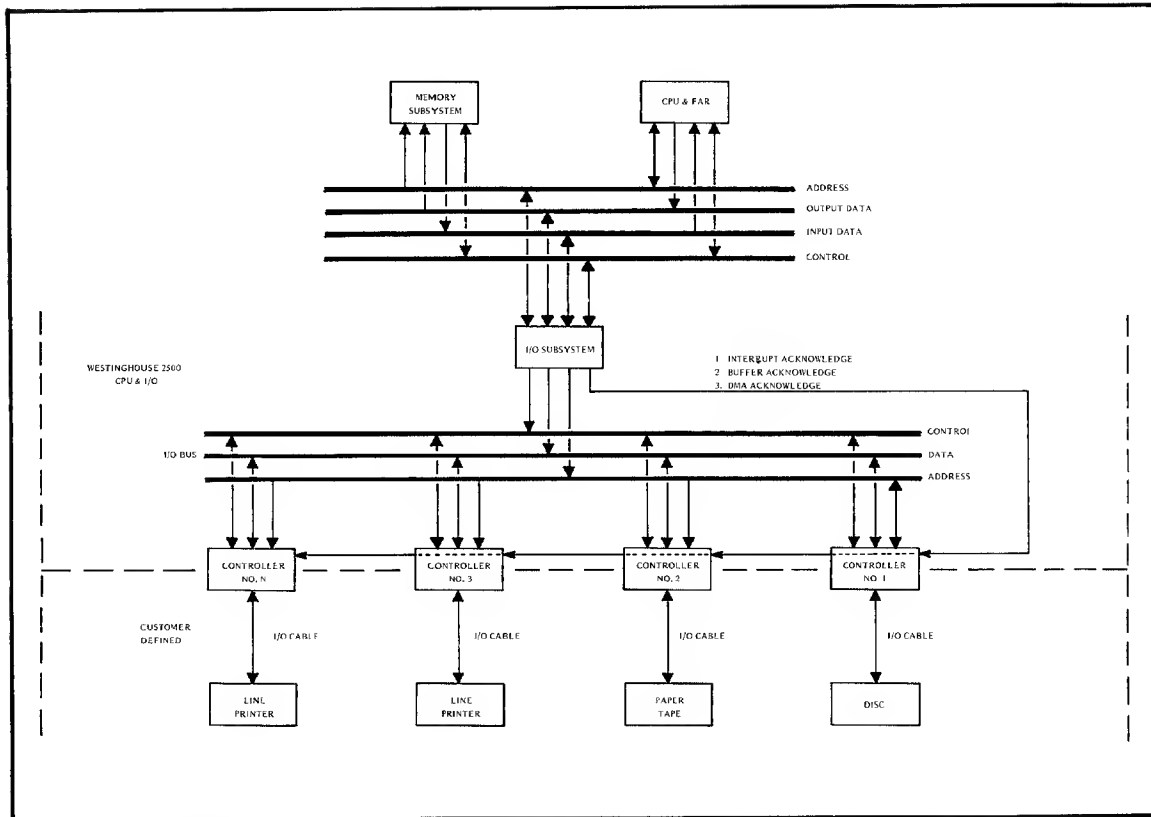 MEMORY
SUBSYSTEM
CPU & FAR
ADDRESS
OUTPUT DATA
INPUT DATA
CONTROL
I/O SUBSYSTEM
WESTINGHOUSE 2500
CPU & I/O
1 INTERRUPT ACKNOWLEDGE
2 BUFFER ACKNOWLEDGE
3. DMA ACKNOWLEDGE
CONTROL
I/O BUS
DATA
ADDRESS
CONTROLLER
NO. N
CONTROLLER
NO. 3
CONTROLLER
NO. 2
CONTROLLER
NO. 1
CUSTOMER
DEFINED
I/O CABLE
I/O CABLE
I/O CABLE
I/O CABLE
LINE
PRINTER
LINE
PRINTER
PAPER
TAPE
DISC